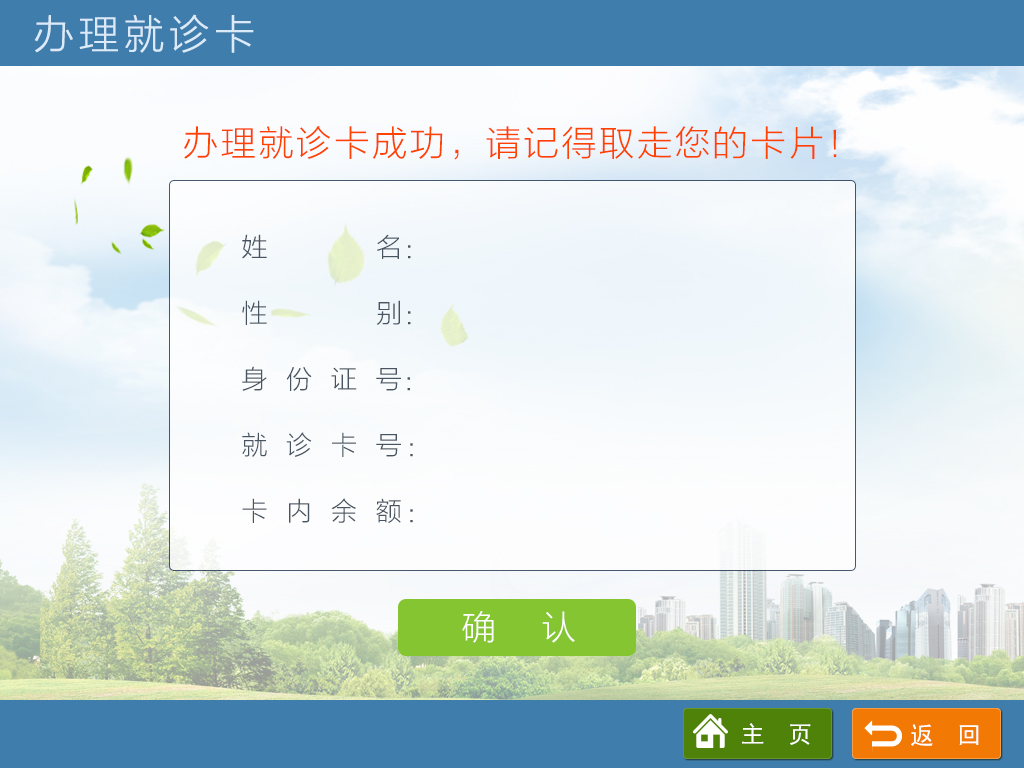 办理就诊卡
办理就诊卡成功，请记得取走您的卡片！
姓 名：
性 别：
身份证号：
就诊卡号：
卡内余额：
确 认
主 页
返 回